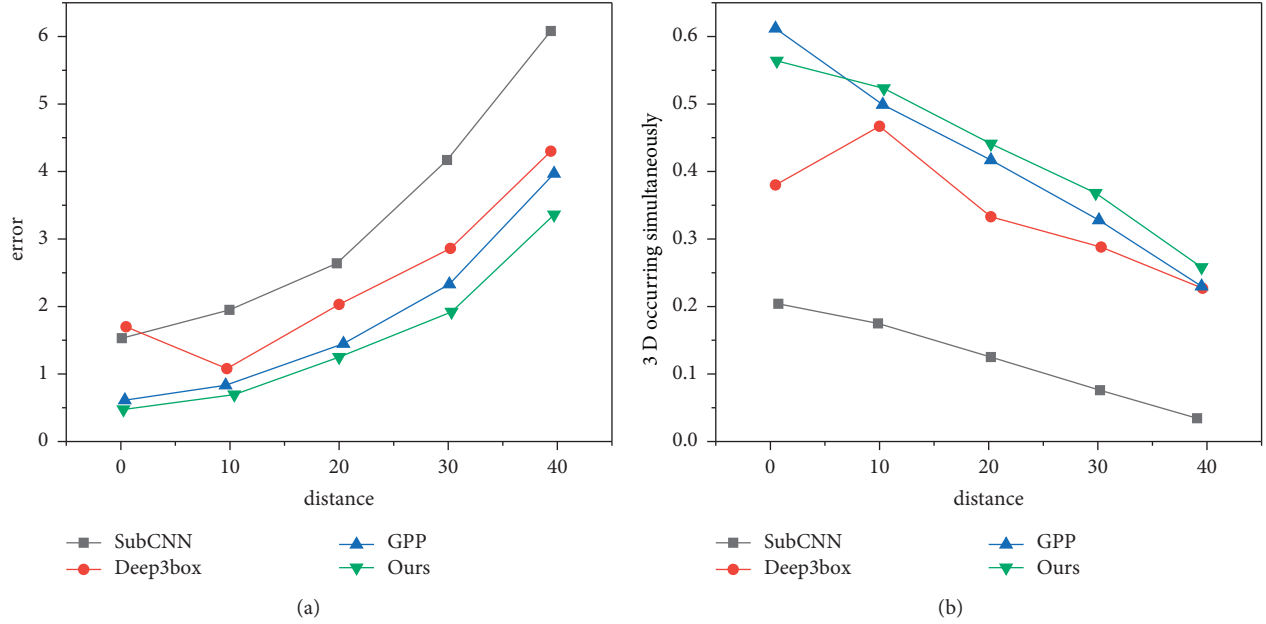 6
5
4
3
2
1
0
error
0 10 20 30 40
distance
SubCNN GPP
Deep3box Ours
(a)
0.6
0.5
0.4
0.3
0.2
0.1
0.0
3 D occurring simultaneously
0 10 20 30 40
distance
SubCNN GPP
Deep3box Ours
(b)